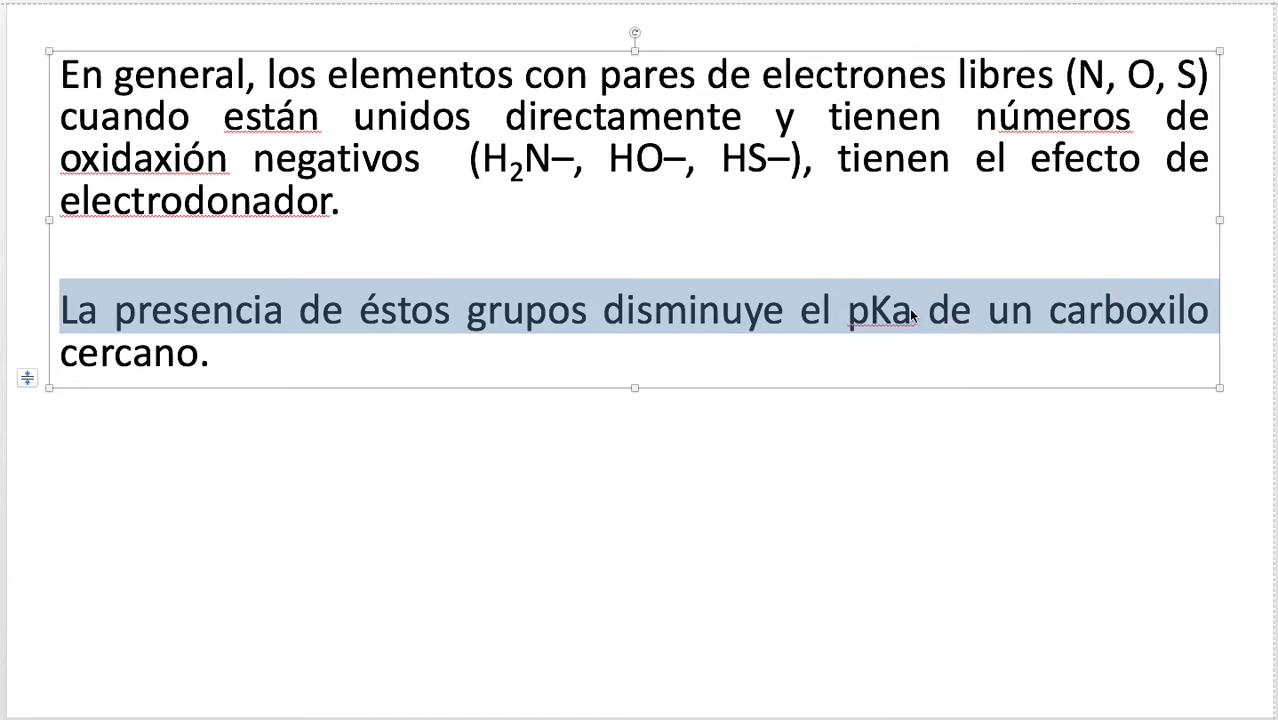 En general, los elementos con pares de electrones libres (N, O, S)
cuando están unidos directamente y tienen números de
oxidaxión negativos (H₂N–, HO–, HS–), tienen el efecto de
electrodonador.
La presencia de éstos grupos disminuye el pKa de un carboxilo
cercano.